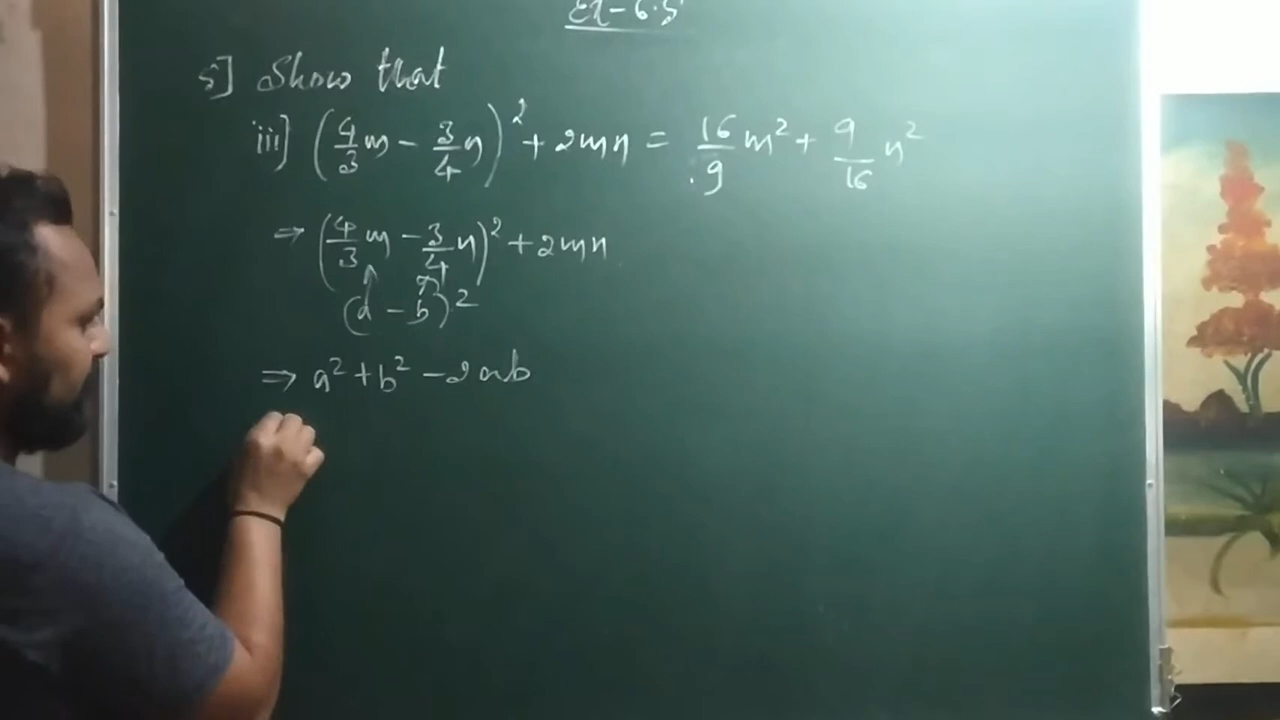 Ex-6.5
5] Show that
iii] (4/3 m - 3/4 n)² + 2mn = 16/9 m² + 9/16 n²
⇒ (4/3 m - 3/4 n)² + 2mn
(a - b)²
⇒ a² + b² - 2ab